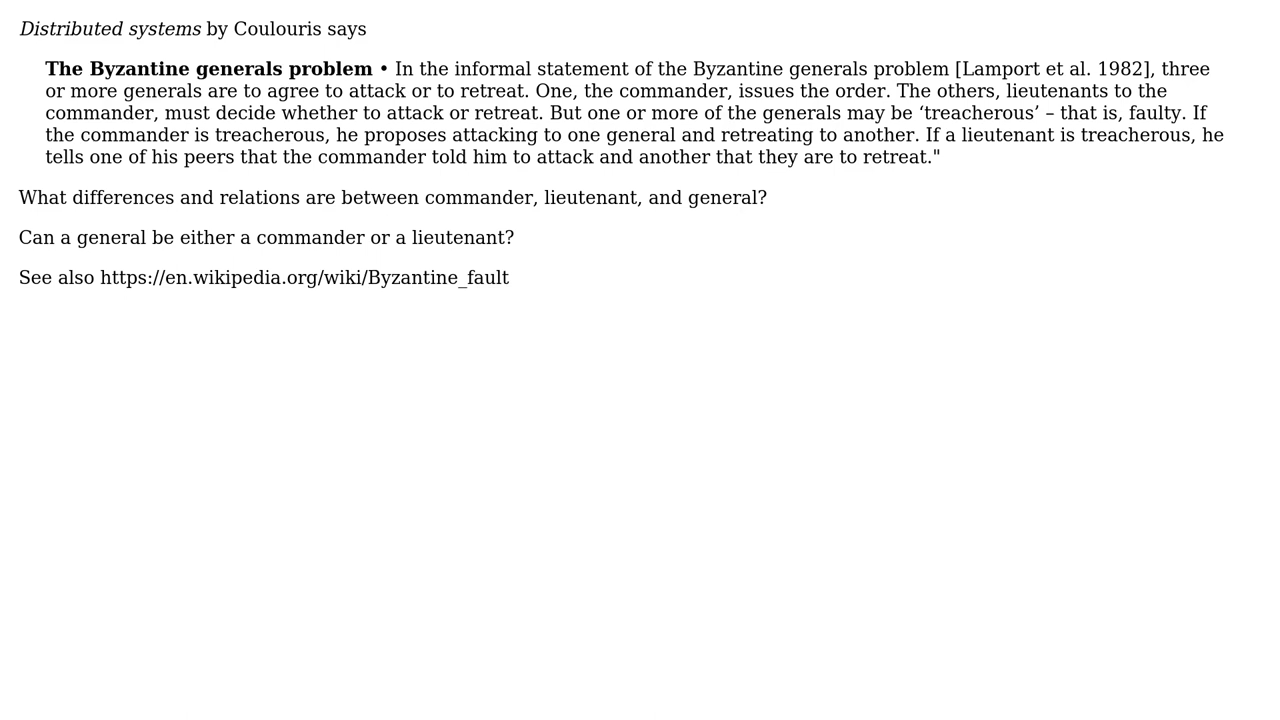 Distributed systems by Coulouris says
The Byzantine generals problem • In the informal statement of the Byzantine generals problem [Lamport et al. 1982], three
or more generals are to agree to attack or to retreat. One, the commander, issues the order. The others, lieutenants to the
commander, must decide whether to attack or retreat. But one or more of the generals may be ‘treacherous’ – that is, faulty. If
the commander is treacherous, he proposes attacking to one general and retreating to another. If a lieutenant is treacherous, he
tells one of his peers that the commander told him to attack and another that they are to retreat."
What differences and relations are between commander, lieutenant, and general?
Can a general be either a commander or a lieutenant?
See also https://en.wikipedia.org/wiki/Byzantine_fault